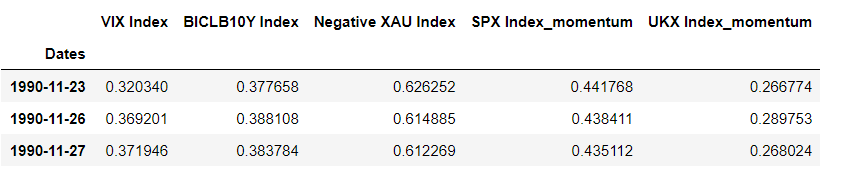 VIX Index BICLB10Y Index Negative XAU Index SPX Index_momentum UKX Index_momentum
Dates
1990-11-23 0.320340 0.377658 0.626252 0.441768 0.266774
1990-11-26 0.369201 0.388108 0.614885 0.438411 0.289753
1990-11-27 0.371946 0.383784 0.612269 0.435112 0.268024